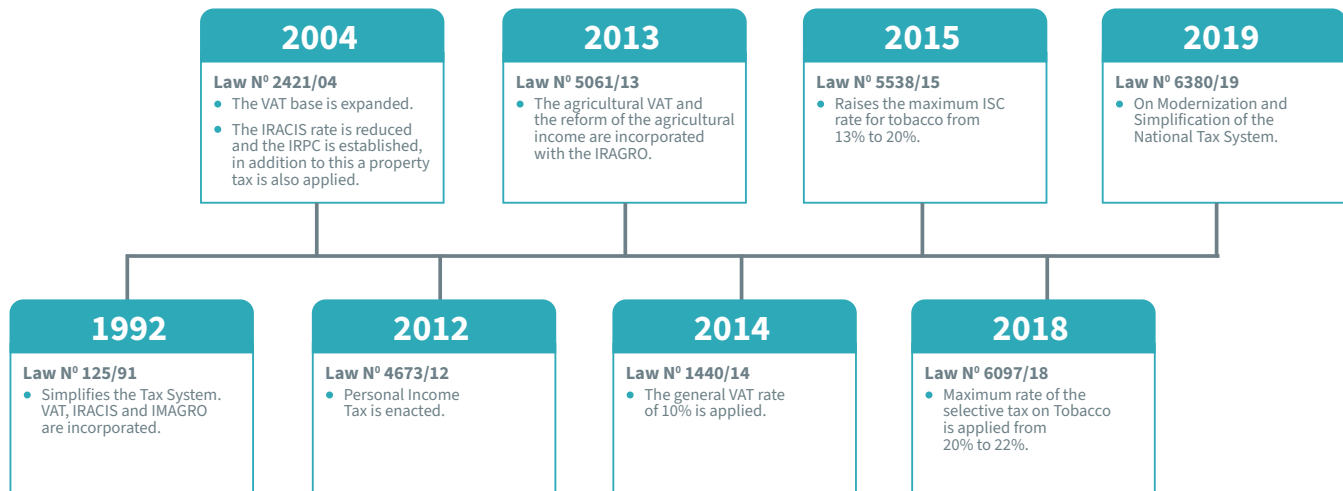 2004
Law Nº 2421/04
• The VAT base is expanded.
• The IRACIS rate is reduced
and the IRPC is established,
in addition to this a property
tax is also applied.
2013
Law Nº 5061/13
• The agricultural VAT and
the reform of the agricultural
income are incorporated
with the IRAGRO.
2015
Law Nº 5538/15
• Raises the maximum ISC
rate for tobacco from
13% to 20%.
2019
Law Nº 6380/19
• On Modernization and
Simplification of the
National Tax System.
1992
Law Nº 125/91
• Simplifies the Tax System.
VAT, IRACIS and IMAGRO
are incorporated.
2012
Law Nº 4673/12
• Personal Income
Tax is enacted.
2014
Law Nº 1440/14
• The general VAT rate
of 10% is applied.
2018
Law Nº 6097/18
• Maximum rate of the
selective tax on Tobacco
is applied from
20% to 22%.